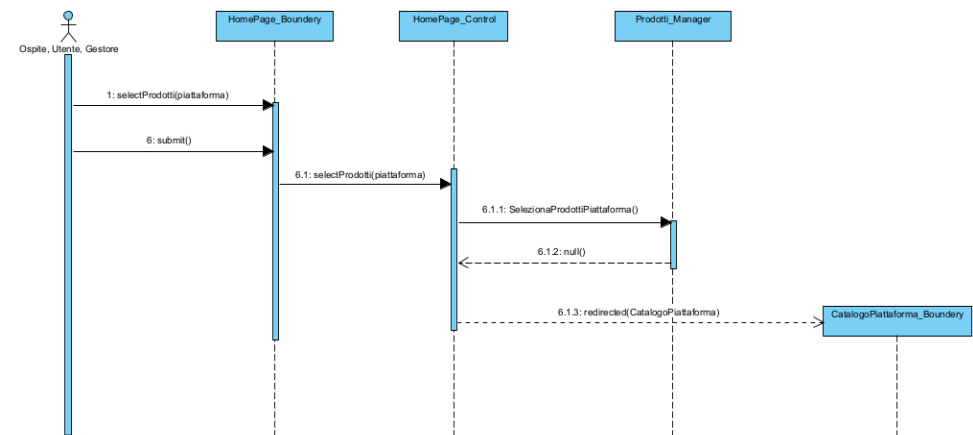 HomePage_Boundery
HomePage_Control
Prodotti_Manager
Ospite, Utente, Gestore
1: selectProdotti(piattaforma)
6: submit()
6.1: selectProdotti(piattaforma)
6.1.1: SelezionaProdottiPiattaforma()
6.1.2: null()
6.1.3: redirected(CatalogoPiattaforma)
CatalogoPiattaforma_Boundery